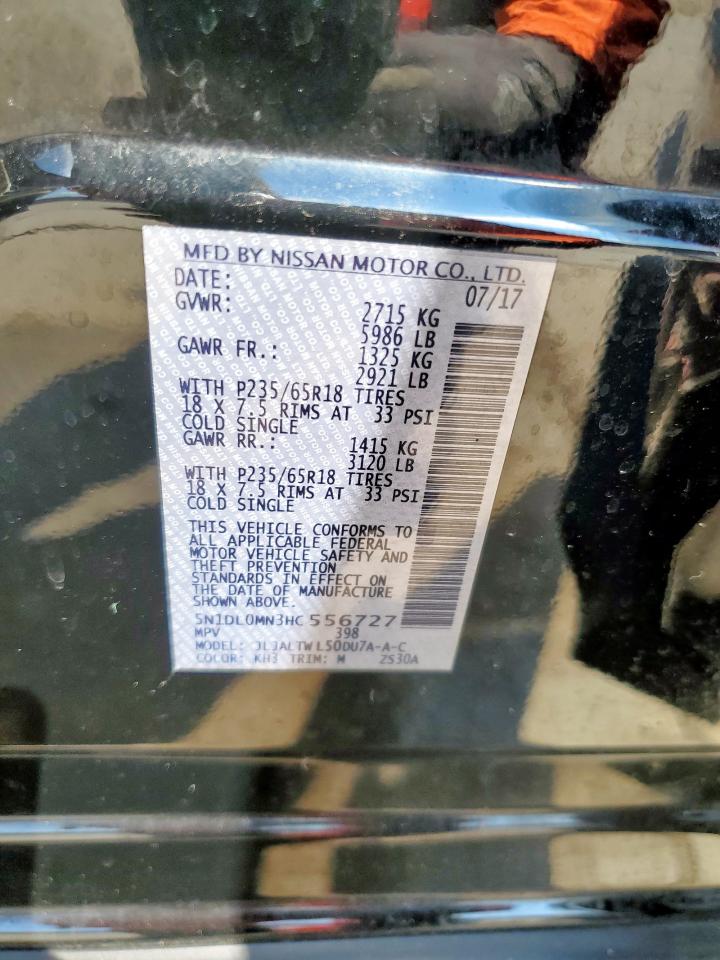 MFD BY NISSAN MOTOR CO., LTD.
DATE: 07/17
GVWR: 2715 KG
5986 LB
GAWR FR.: 1325 KG
2921 LB
WITH P235/65R18 TIRES
18 X 7.5 RIMS AT 33 PSI
COLD SINGLE
GAWR RR.: 1415 KG
3120 LB
WITH P235/65R18 TIRES
18 X 7.5 RIMS AT 33 PSI
COLD SINGLE
THIS VEHICLE CONFORMS TO
ALL APPLICABLE FEDERAL
MOTOR VEHICLE SAFETY AND
THEFT PREVENTION
STANDARDS IN EFFECT ON
THE DATE OF MANUFACTURE
SHOWN ABOVE.
5N1DL0MN3HC556727
MPV 398
MODEL: JL3ALTWL50DU7A-A-C
COLOR: KH3 TRIM: M ZS30A